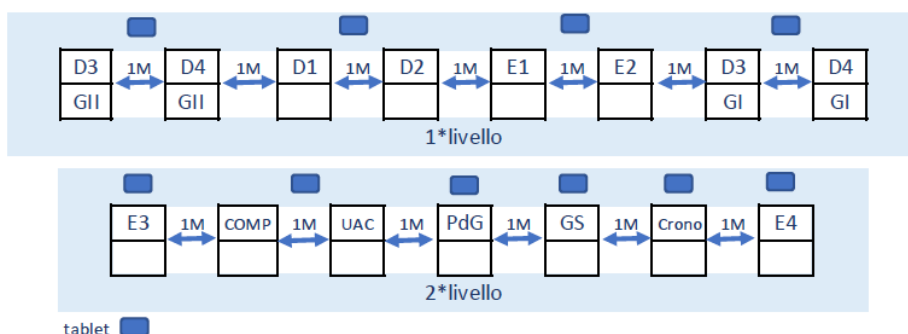 D3 1M D4 1M D1 1M D2 1M E1 1M E2 1M D3 1M D4
GII GII GI GI
1*livello
E3 1M COMP 1M UAC 1M PdG 1M GS 1M Crono 1M E4
2*livello
tablet